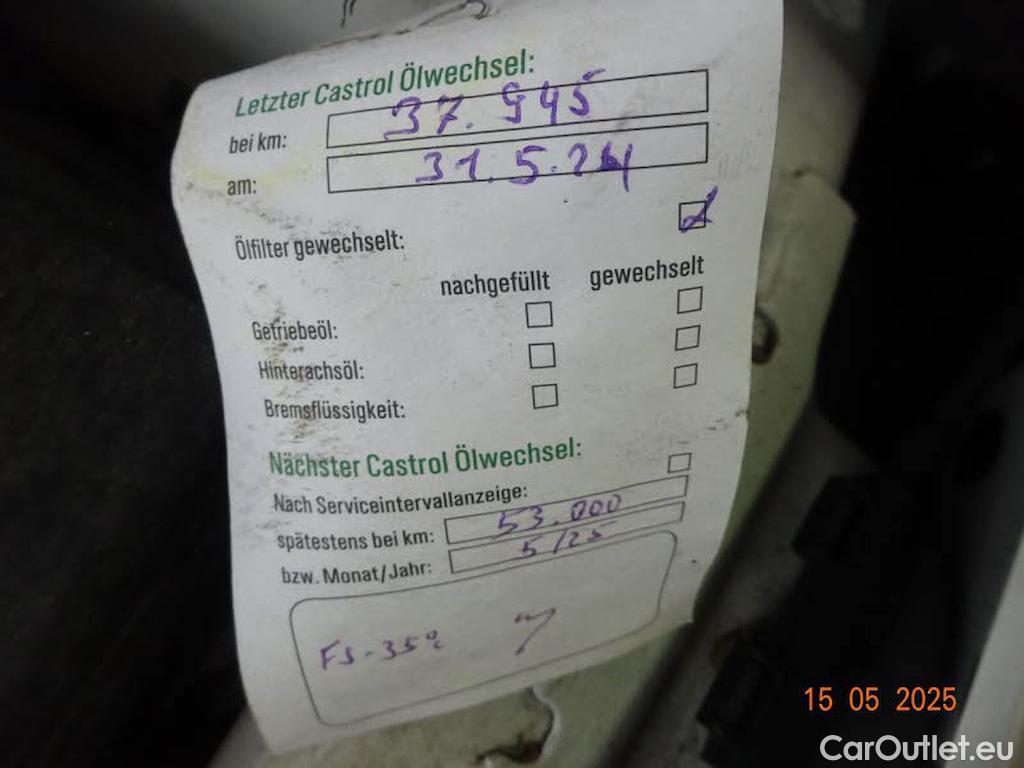 Letzter Castrol Ölwechsel:
bei km: 37.945
am: 31.5.24
Ölfilter gewechselt:
nachgefüllt gewechselt
Getriebeöl:
Hinterachsöl:
Bremsflüssigkeit:
Nächster Castrol Ölwechsel:
Nach Serviceintervallanzeige:
spätestens bei km: 53.000
bzw. Monat/Jahr: 5/25
FS-35°
15 05 2025
CarOutlet.eu